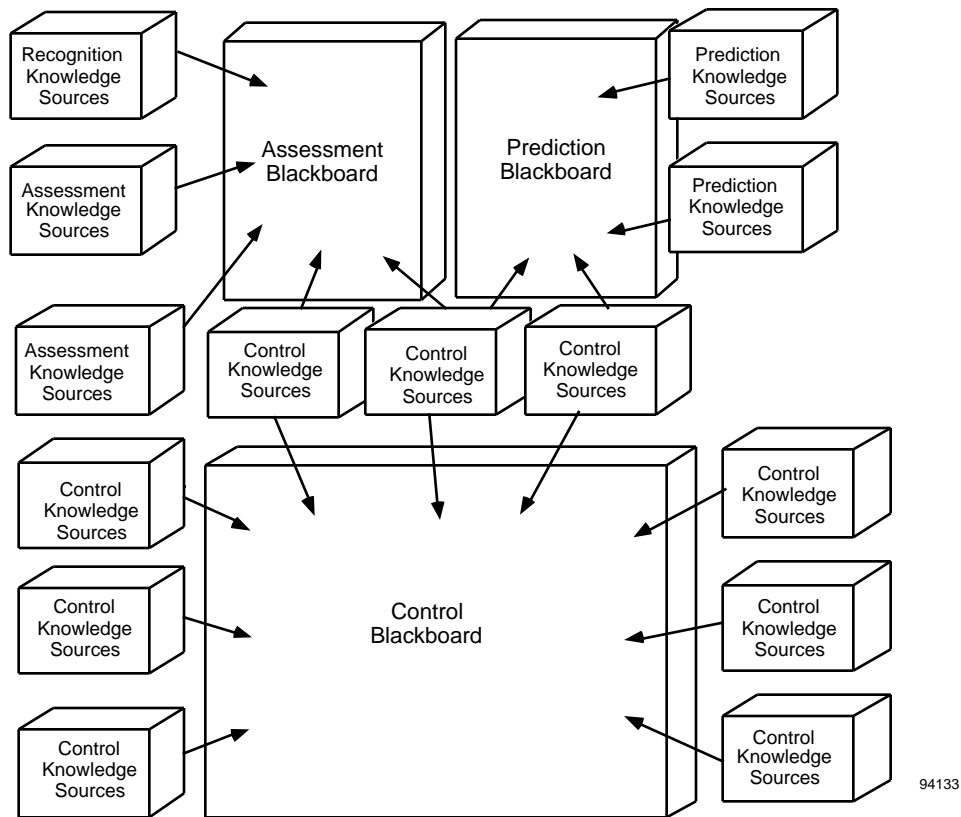 Recognition
Knowledge
Sources
Assessment
Blackboard
Prediction
Blackboard
Prediction
Knowledge
Sources
Assessment
Knowledge
Sources
Prediction
Knowledge
Sources
Assessment
Knowledge
Sources
Control
Knowledge
Sources
Control
Knowledge
Sources
Control
Knowledge
Sources
Control
Knowledge
Sources
Control
Knowledge
Sources
Control
Knowledge
Sources
Control
Blackboard
Control
Knowledge
Sources
Control
Knowledge
Sources
Control
Knowledge
Sources
94133